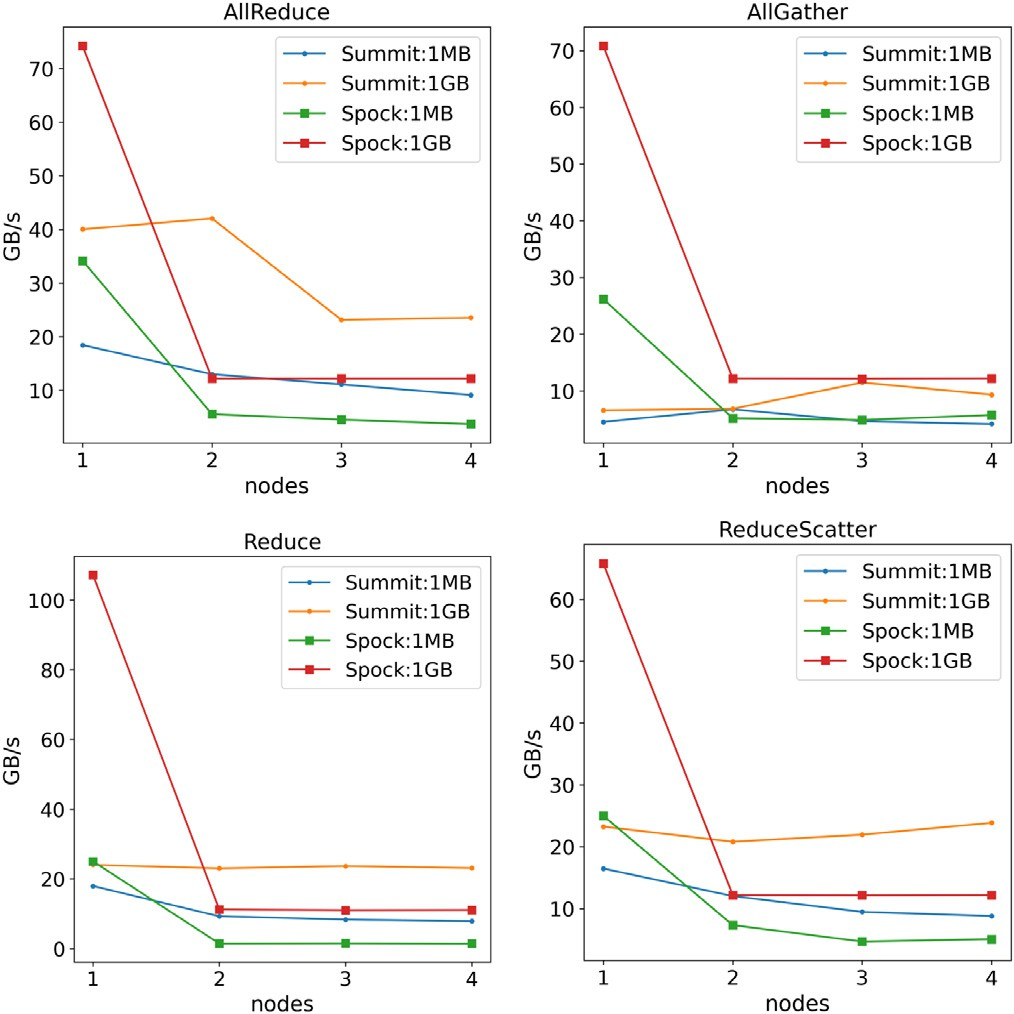 AllReduce
GB/s
70
60
50
40
30
20
10
1 2 3 4
nodes
Summit:1MB
Summit:1GB
Spock:1MB
Spock:1GB
AllGather
GB/s
70
60
50
40
30
20
10
1 2 3 4
nodes
Summit:1MB
Summit:1GB
Spock:1MB
Spock:1GB
Reduce
GB/s
100
80
60
40
20
0
1 2 3 4
nodes
Summit:1MB
Summit:1GB
Spock:1MB
Spock:1GB
ReduceScatter
GB/s
60
50
40
30
20
10
1 2 3 4
nodes
Summit:1MB
Summit:1GB
Spock:1MB
Spock:1GB